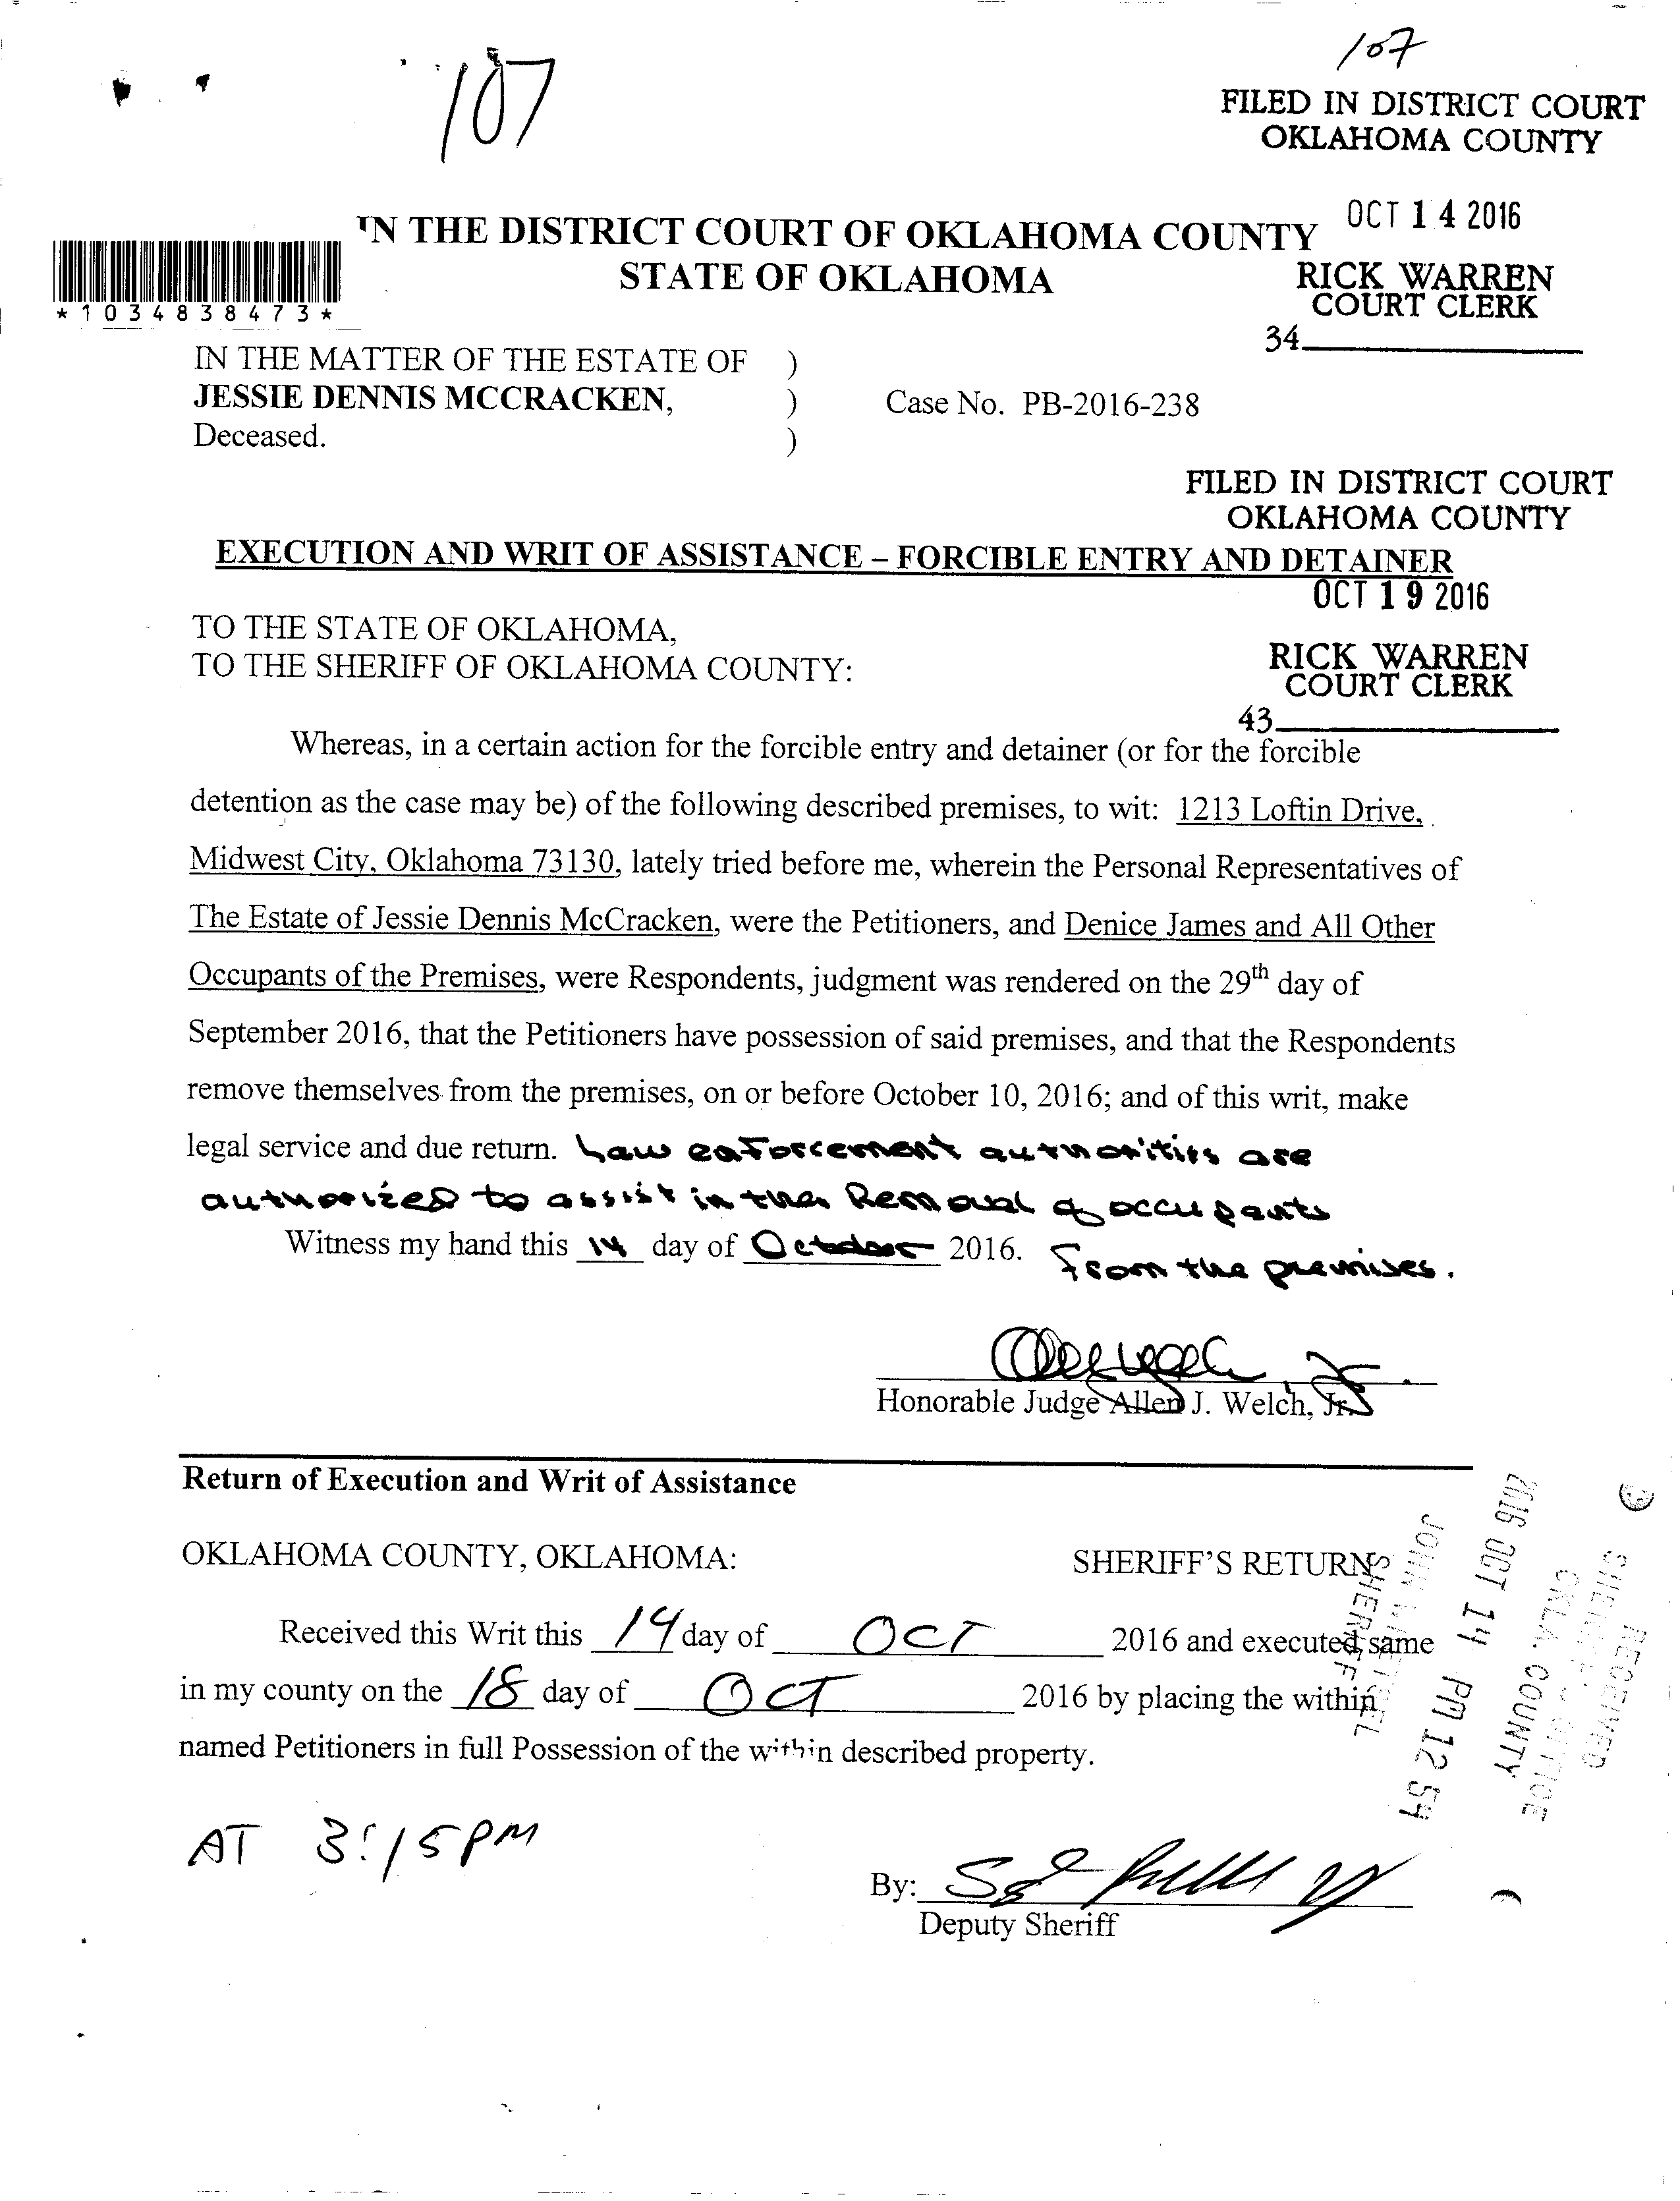 107
107
FILED IN DISTRICT COURT
OKLAHOMA COUNTY
OCT 14 2016
RICK WARREN
COURT CLERK
34
IN THE DISTRICT COURT OF OKLAHOMA COUNTY
STATE OF OKLAHOMA
*1034838473*
IN THE MATTER OF THE ESTATE OF )
JESSIE DENNIS MCCRACKEN, ) Case No. PB-2016-238
Deceased. )
FILED IN DISTRICT COURT
OKLAHOMA COUNTY
EXECUTION AND WRIT OF ASSISTANCE – FORCIBLE ENTRY AND DETAINER
OCT 19 2016
TO THE STATE OF OKLAHOMA,
TO THE SHERIFF OF OKLAHOMA COUNTY:
RICK WARREN
COURT CLERK
43
Whereas, in a certain action for the forcible entry and detainer (or for the forcible
detention as the case may be) of the following described premises, to wit: 1213 Loftin Drive,
Midwest City, Oklahoma 73130, lately tried before me, wherein the Personal Representatives of
The Estate of Jessie Dennis McCracken, were the Petitioners, and Denice James and All Other
Occupants of the Premises, were Respondents, judgment was rendered on the 29th day of
September 2016, that the Petitioners have possession of said premises, and that the Respondents
remove themselves from the premises, on or before October 10, 2016; and of this writ, make
legal service and due return. Law enforcement authorities are
authorized to assist in the Removal of occupants
from the premises.
Witness my hand this 14 day of October 2016.
Honorable Judge Allen J. Welch, Jr.
Return of Execution and Writ of Assistance
OKLAHOMA COUNTY, OKLAHOMA: SHERIFF'S RETURN
Received this Writ this 14 day of OCT 2016 and executed same
in my county on the 18 day of OCT 2016 by placing the within
named Petitioners in full Possession of the within described property.
AT 3:15PM
By:
Deputy Sheriff
RECEIVED
SHERIFF'S OFFICE
OKLA. COUNTY
2016 OCT 14 PM 12 54
SHERIFF